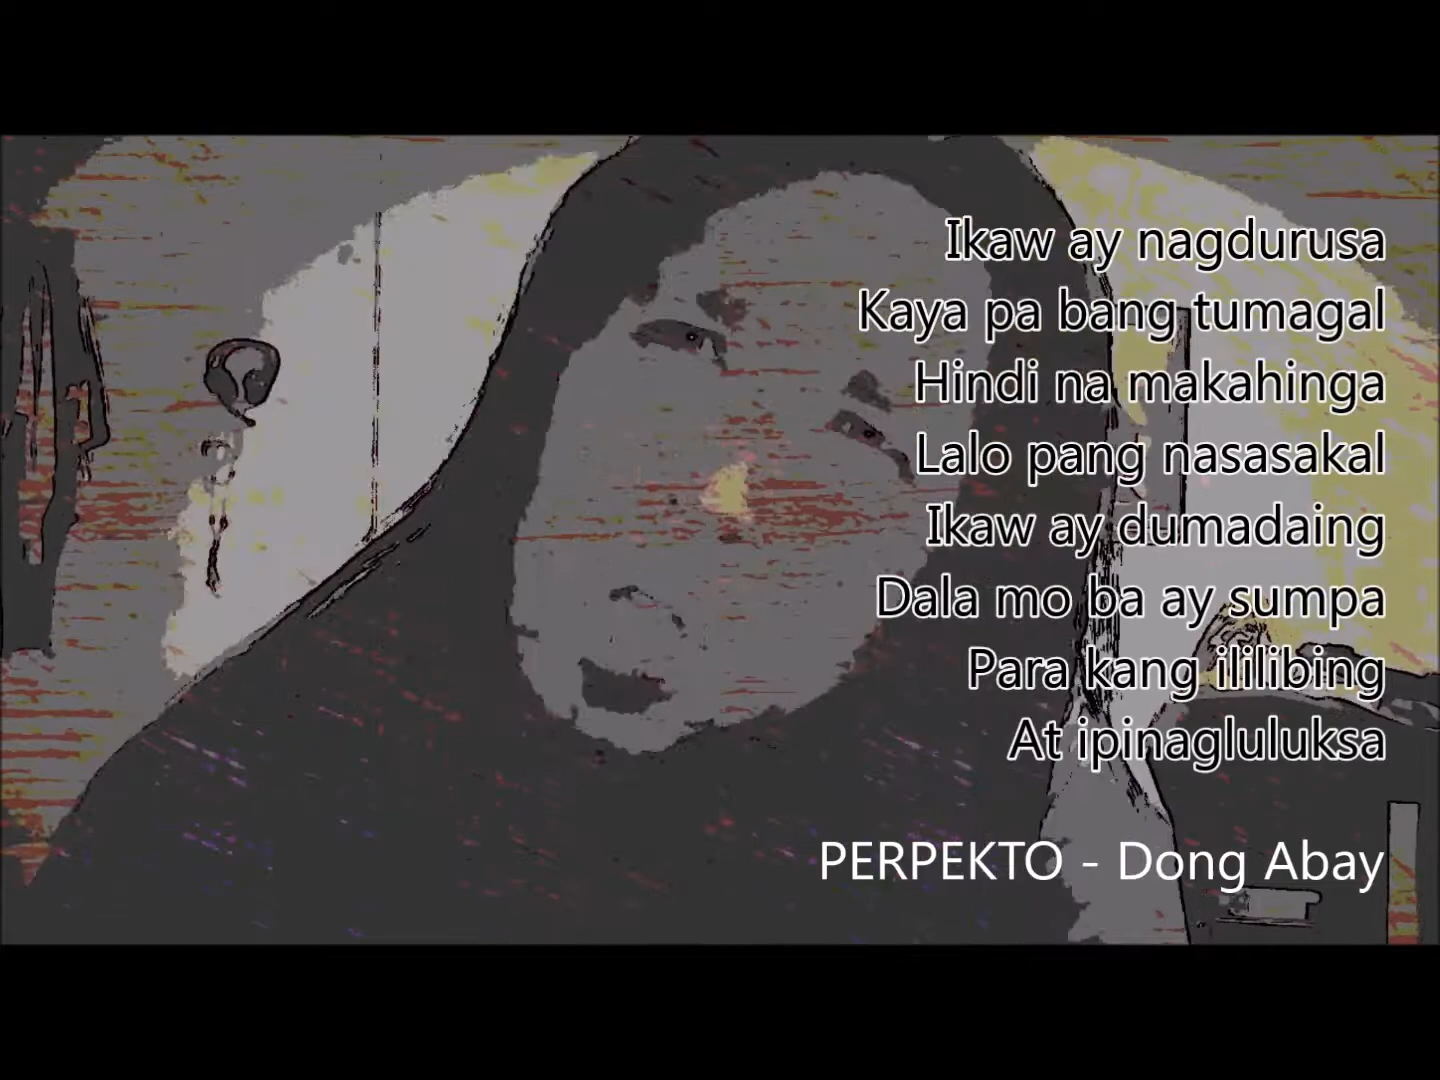 Ikaw ay nagdurusa
Kaya pa bang tumagal
Hindi na makahinga
Lalo pang nasasakal
Ikaw ay dumadaing
Dala mo ba ay sumpa
Para kang ililibing
At ipinagluluksa
PERPEKTO - Dong Abay